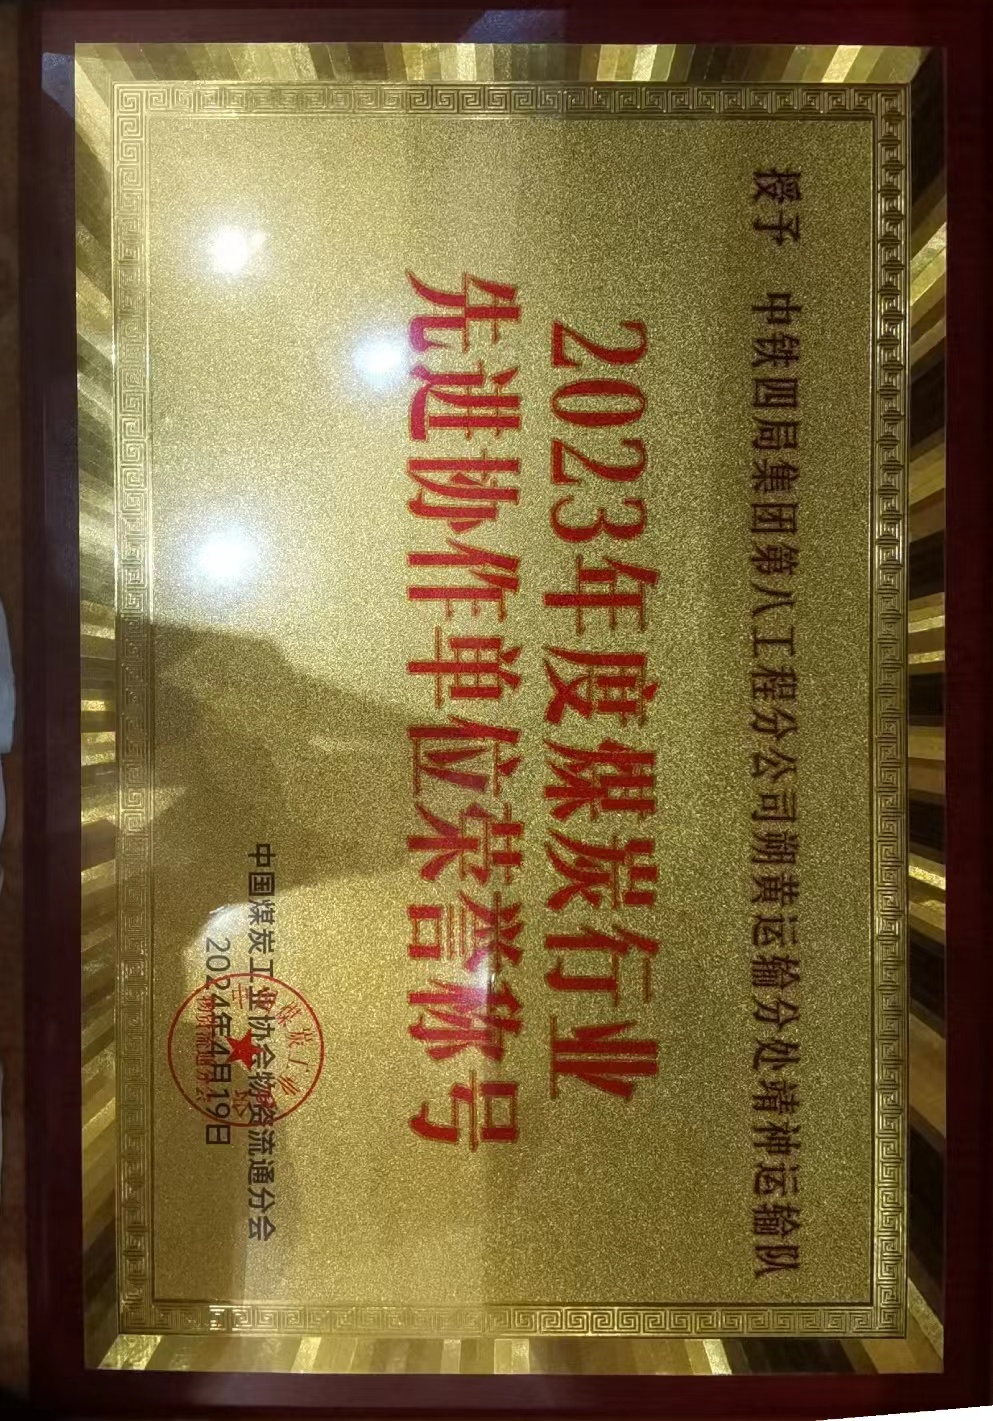 授予 中铁四局集团第八工程分公司朔黄运输分处靖神运输队
2023年度煤炭行业
先进协作单位荣誉称号
中国煤炭工业协会物资流通分会
2024年4月19日